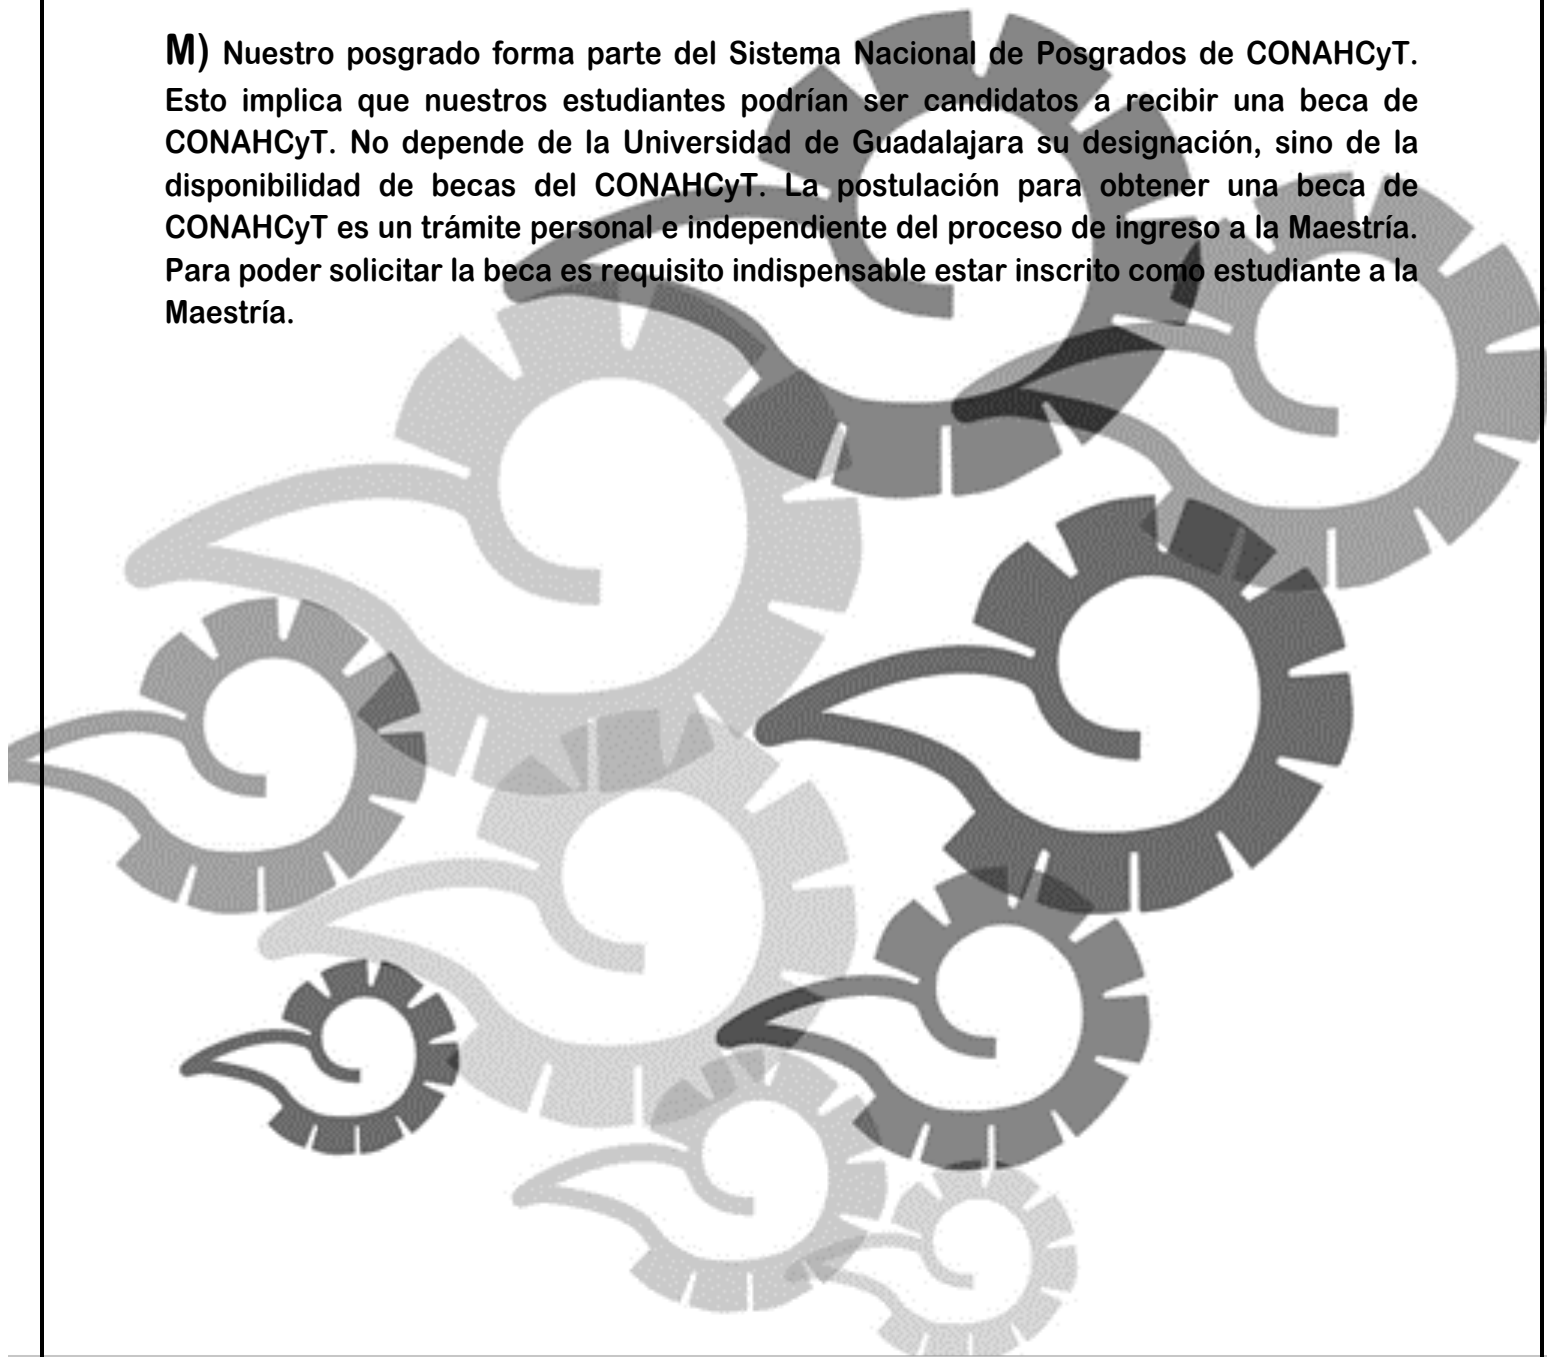 M) Nuestro posgrado forma parte del Sistema Nacional de Posgrados de CONAHCyT.
Esto implica que nuestros estudiantes podrían ser candidatos a recibir una beca de
CONAHCyT. No depende de la Universidad de Guadalajara su designación, sino de la
disponibilidad de becas del CONAHCyT. La postulación para obtener una beca de
CONAHCyT es un trámite personal e independiente del proceso de ingreso a la Maestría.
Para poder solicitar la beca es requisito indispensable estar inscrito como estudiante a la
Maestría.